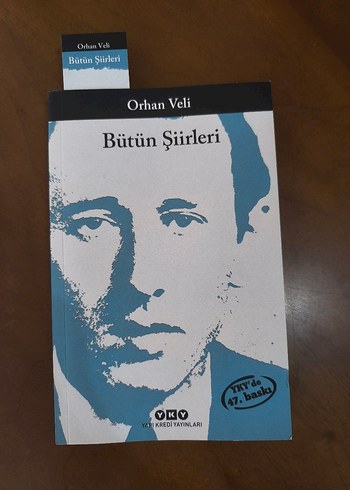 Orhan Veli
Bütün Şiirleri
Orhan Veli
Bütün Şiirleri
YKY'de
47. baskı
YKY
YAPI KREDİ YAYINLARI